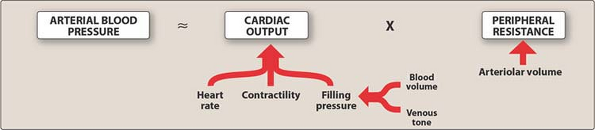 ARTERIAL BLOOD
PRESSURE
≈
CARDIAC
OUTPUT
X
PERIPHERAL
RESISTANCE
Arteriolar volume
Heart
rate
Contractility
Filling
pressure
Blood
volume
Venous
tone